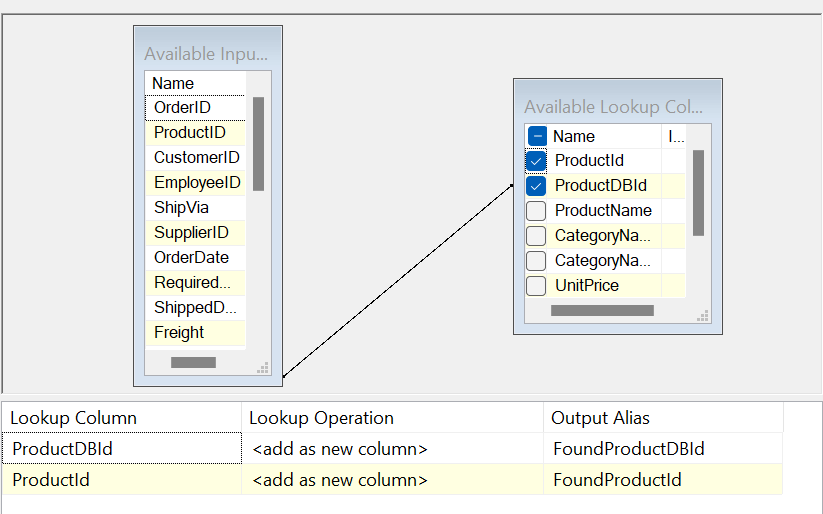 Available Inpu...
Name
OrderID
ProductID
CustomerID
EmployeeID
ShipVia
SupplierID
OrderDate
Required...
ShippedD...
Freight
Available Lookup Col...
Name I...
ProductId
ProductDBId
ProductName
CategoryNa...
CategoryNa...
UnitPrice
Lookup Column Lookup Operation Output Alias
ProductDBId <add as new column> FoundProductDBId
ProductId <add as new column> FoundProductId